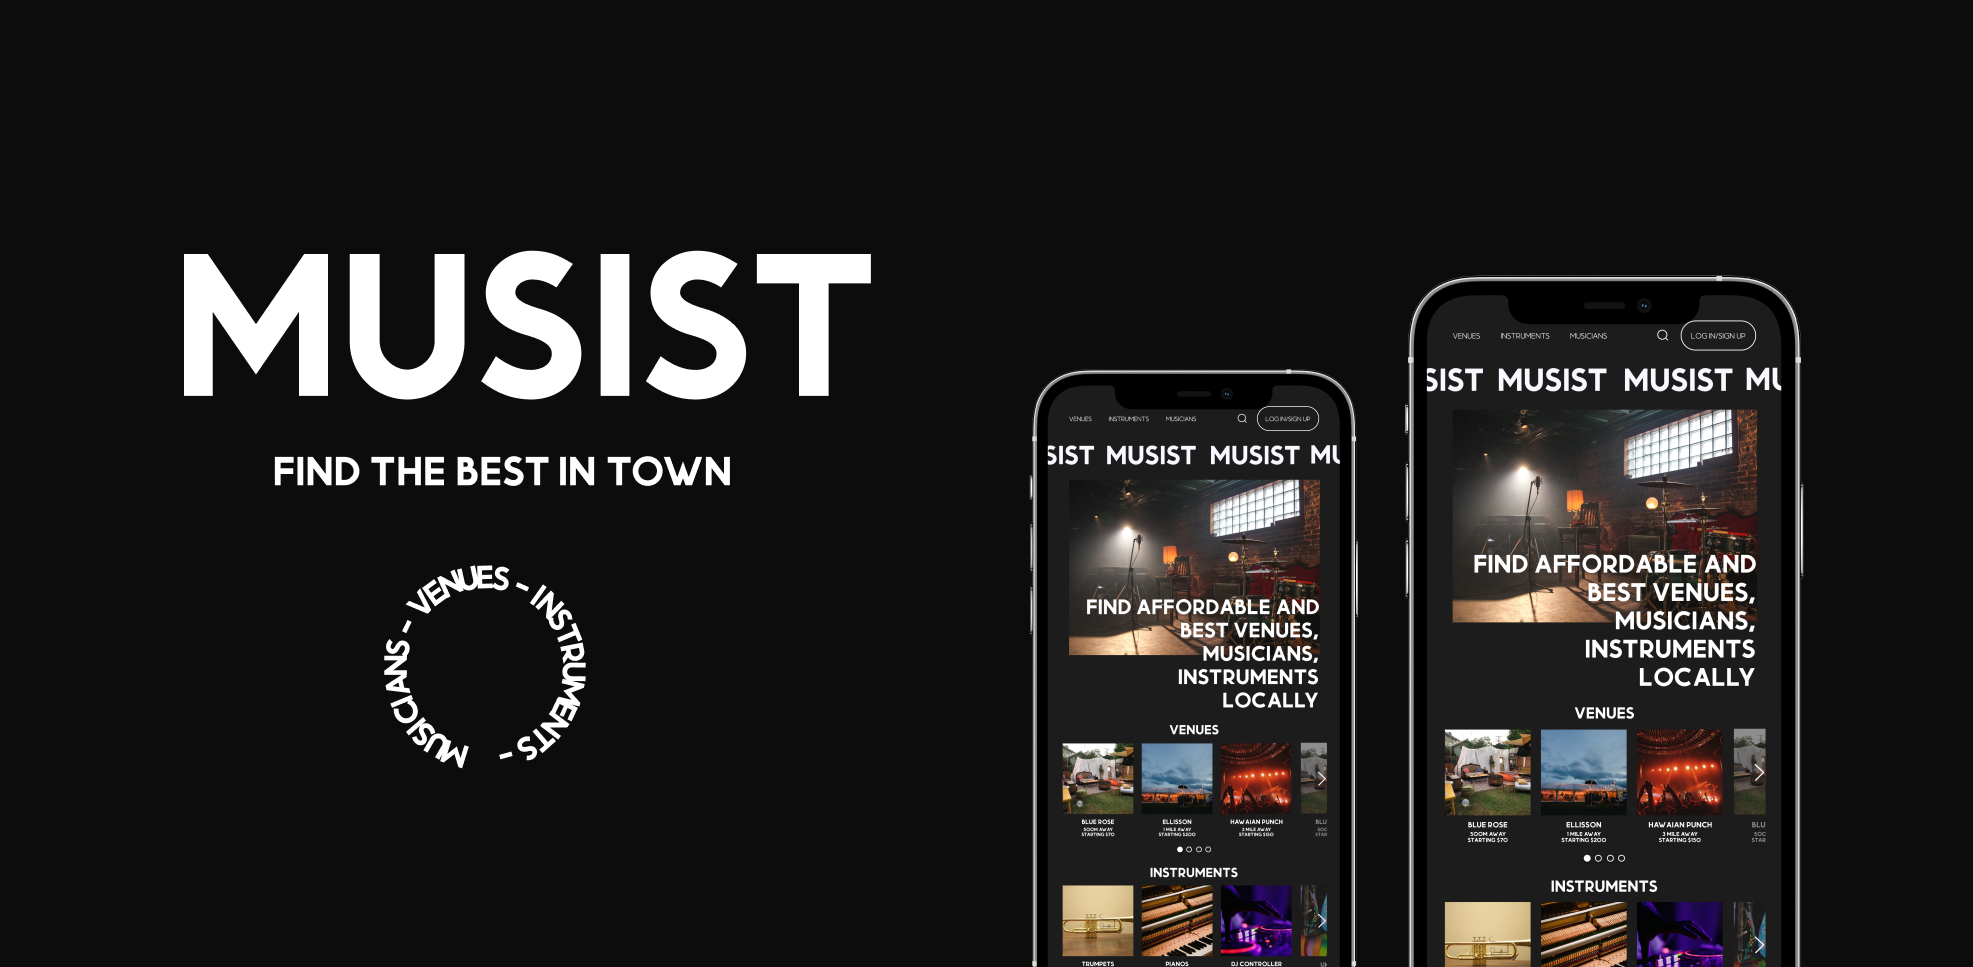 MUSIST
FIND THE BEST IN TOWN
MUSICIANS - VENUES - INSTRUMENTS -
VENUES INSTRUMENTS MUSICIANS LOG IN/SIGN UP
SIST MUSIST MUSIST MU
FIND AFFORDABLE AND
BEST VENUES,
MUSICIANS,
INSTRUMENTS
LOCALLY
VENUES
BLUE ROSE ELLISSON HAWAIAN PUNCH BLU
500M AWAY 1 MILE AWAY 3 MILE AWAY
STARTING $70 STARTING $200 STARTING $150 STAR
INSTRUMENTS
TRUMPETS PIANOS DJ CONTROLLER
VENUES INSTRUMENTS MUSICIANS LOG IN/SIGN UP
SIST MUSIST MUSIST MU
FIND AFFORDABLE AND
BEST VENUES,
MUSICIANS,
INSTRUMENTS
LOCALLY
VENUES
BLUE ROSE ELLISSON HAWAIAN PUNCH BLU
500M AWAY 1 MILE AWAY 3 MILE AWAY
STARTING $70 STARTING $200 STARTING $150 STAR
INSTRUMENTS